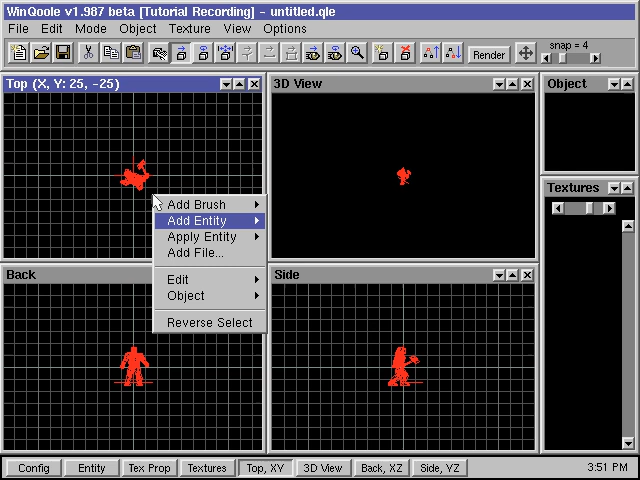 WinQoole v1.987 beta [Tutorial Recording] - untitled.qle
File Edit Mode Object Texture View Options
Render
snap = 4
Top (X, Y: 25, -25)
3D View
Object
Textures
Add Brush
Add Entity
Apply Entity
Add File...
Edit
Object
Reverse Select
Back
Side
Config Entity Tex Prop Textures Top, XY 3D View Back, XZ Side, YZ 3:51 PM